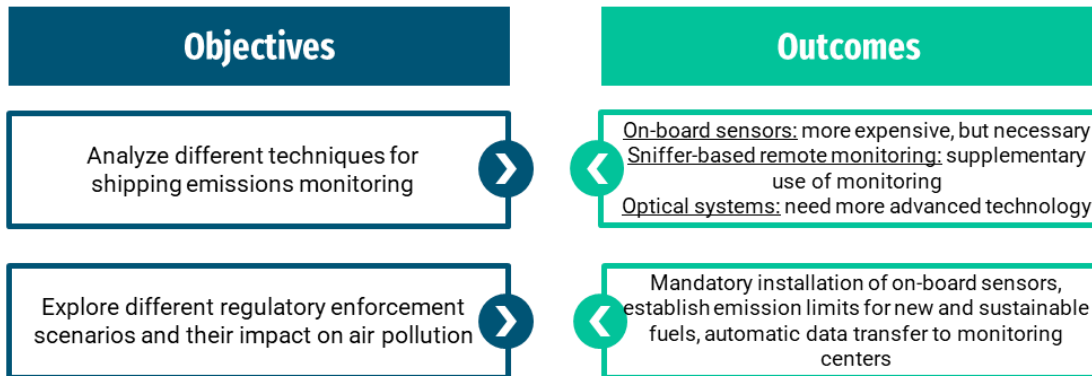 Objectives
Outcomes
Analyze different techniques for
shipping emissions monitoring
On-board sensors: more expensive, but necessary
Sniffer-based remote monitoring: supplementary
use of monitoring
Optical systems: need more advanced technology
Explore different regulatory enforcement
scenarios and their impact on air pollution
Mandatory installation of on-board sensors,
establish emission limits for new and sustainable
fuels, automatic data transfer to monitoring
centers